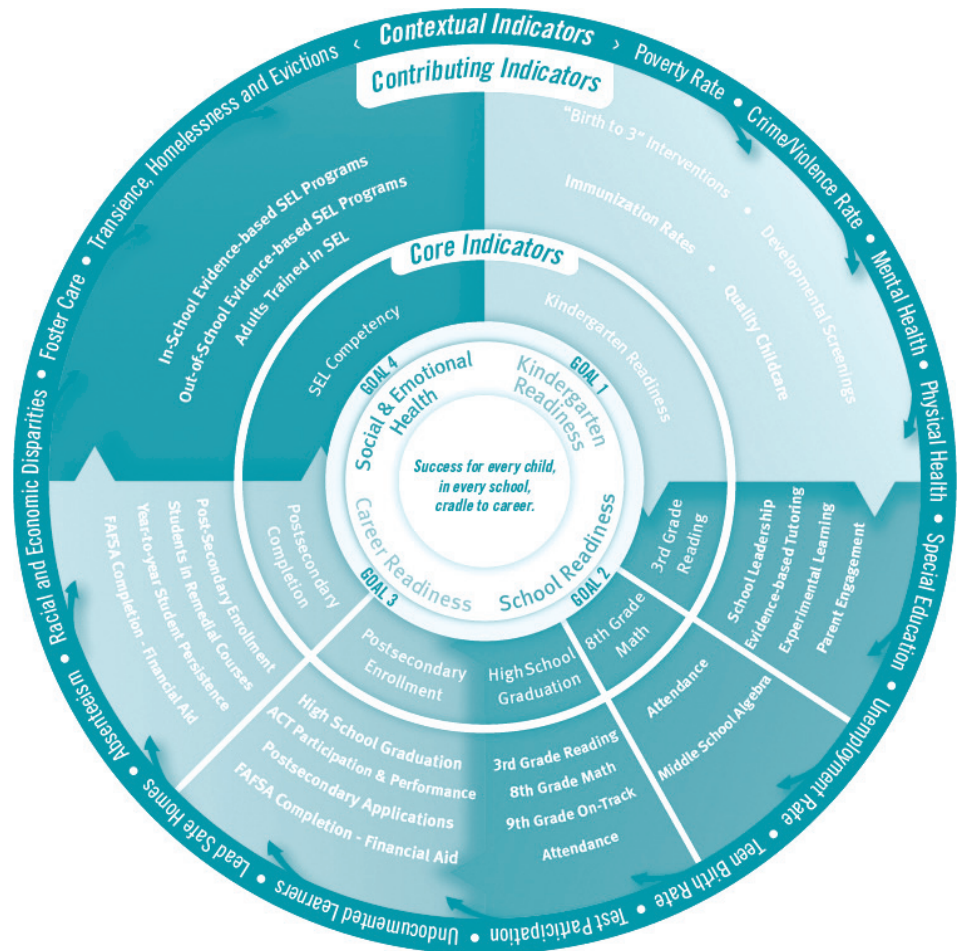 ‹ Contextual Indicators ›
Poverty Rate • Crime/Violence Rate • Mental Health • Physical Health • Special Education • Unemployment Rate • Teen Birth Rate • Test Participation • Undocumented Learners • Lead Safe Homes • Absenteeism • Racial and Economic Disparities • Foster Care • Transience, Homelessness and Evictions
Contributing Indicators
"Birth to 3" Interventions • Developmental Screenings
Immunization Rates • Quality Childcare
School Leadership
Evidence-based Tutoring
Experimental Learning
Parent Engagement
Attendance
Middle School Algebra
3rd Grade Reading
8th Grade Math
9th Grade On-Track
Attendance
High School Graduation
ACT Participation & Performance
Postsecondary Applications
FAFSA Completion - Financial Aid
Post-Secondary Enrollment
Students in Remedial Courses
Year-to-year Student Persistence
FAFSA Completion - Financial Aid
In-School Evidence-based SEL Programs
Out-of-School Evidence-based SEL Programs
Adults Trained in SEL
Core Indicators
Kindergarten Readiness
3rd Grade
Reading
8th Grade
Math
High School
Graduation
Postsecondary
Enrollment
Postsecondary
Completion
SEL Competency
GOAL 1
Kindergarten
Readiness
GOAL 2
School Readiness
GOAL 3
Career Readiness
GOAL 4
Social & Emotional
Health
Success for every child,
in every school,
cradle to career.